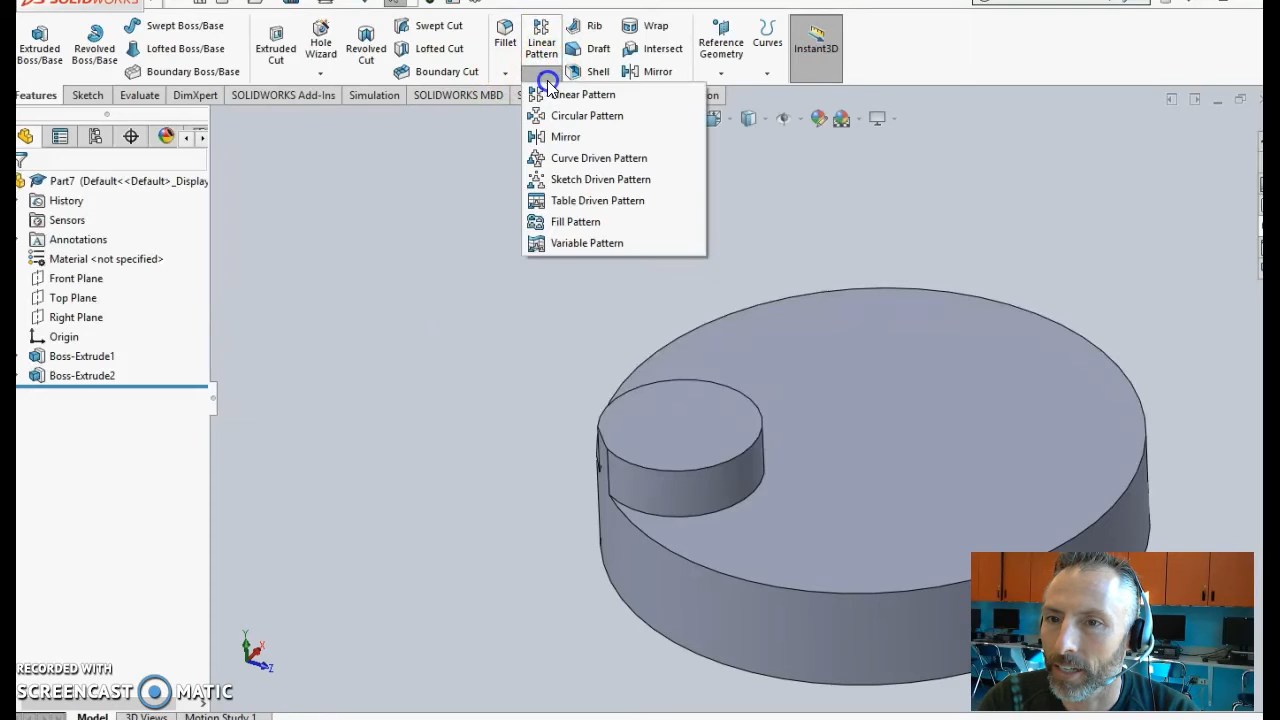 SOLIDWORKS
Extruded Boss/Base
Revolved Boss/Base
Swept Boss/Base
Lofted Boss/Base
Boundary Boss/Base
Extruded Cut
Hole Wizard
Revolved Cut
Swept Cut
Lofted Cut
Boundary Cut
Fillet
Linear Pattern
Rib
Draft
Shell
Wrap
Intersect
Mirror
Reference Geometry
Curves
Instant3D
Features
Sketch
Evaluate
DimXpert
SOLIDWORKS Add-Ins
Simulation
SOLIDWORKS MBD
Linear Pattern
Circular Pattern
Mirror
Curve Driven Pattern
Sketch Driven Pattern
Table Driven Pattern
Fill Pattern
Variable Pattern
Part7 (Default<<Default>_Display
History
Sensors
Annotations
Material <not specified>
Front Plane
Top Plane
Right Plane
Origin
Boss-Extrude1
Boss-Extrude2
Y
X
Z
RECORDED WITH
SCREENCAST MATIC
Model
3D Views
Motion Study 1